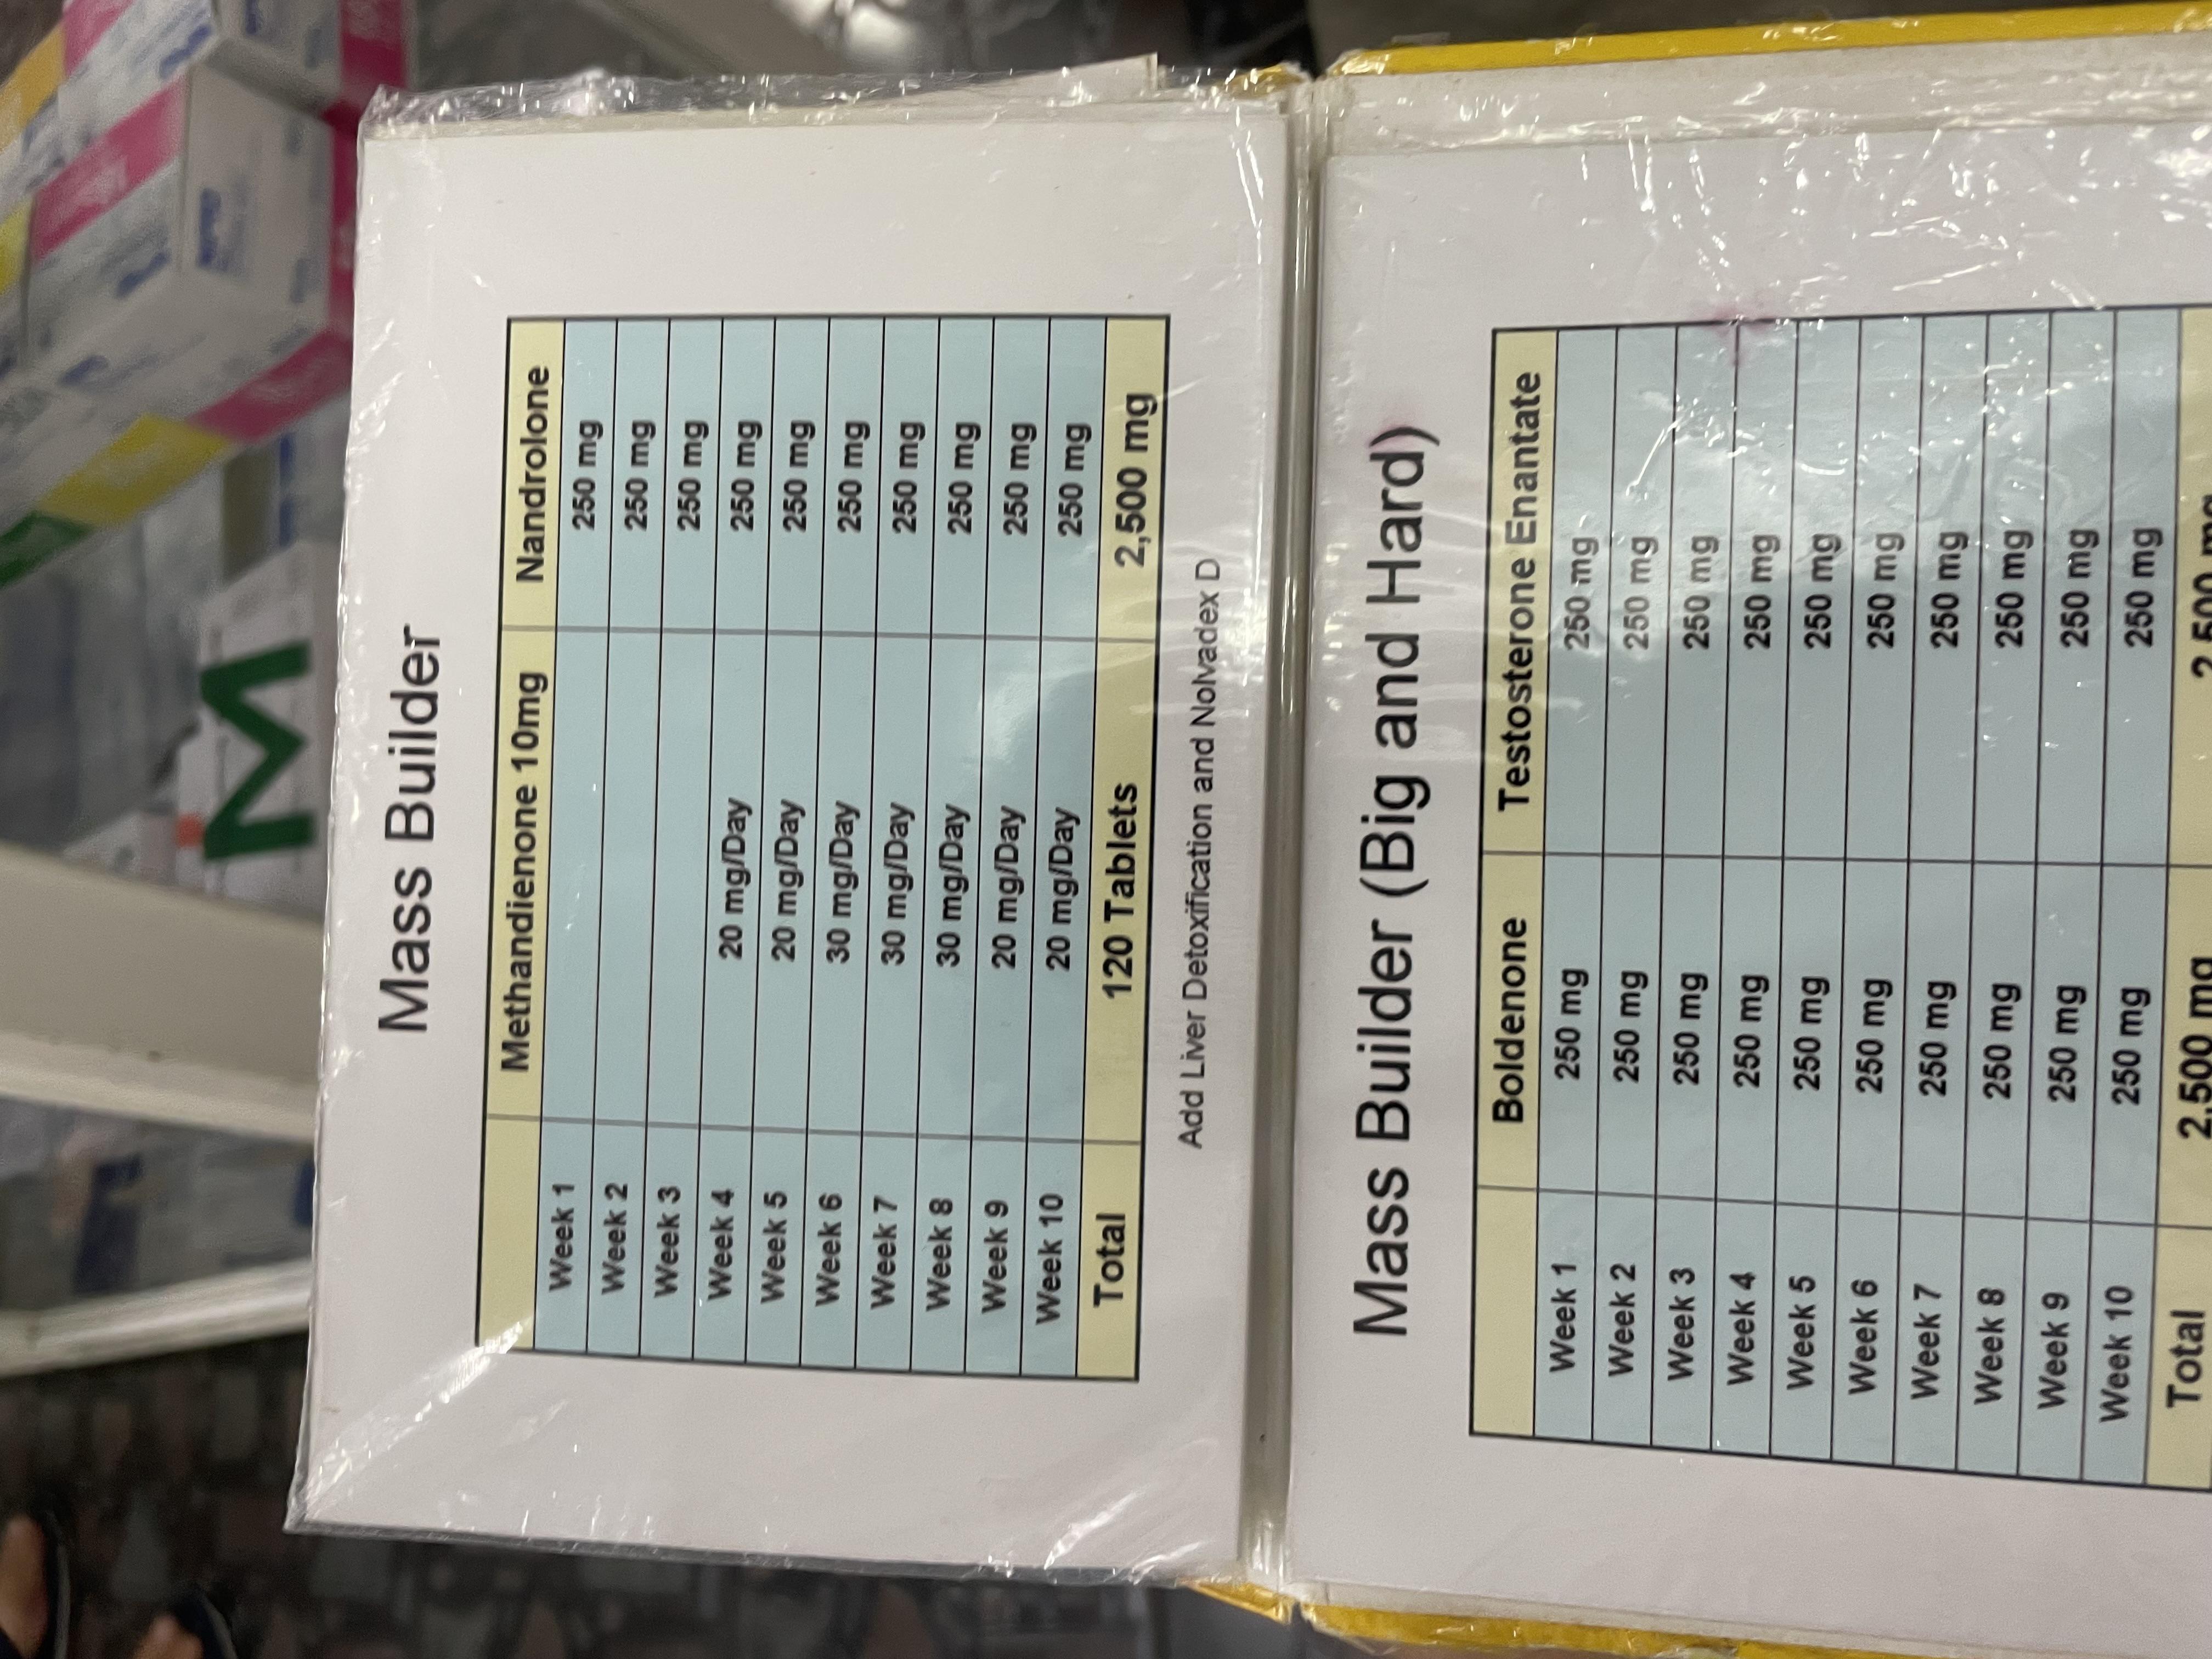 Mass Builder
Methandienone 10mg Nandrolone
Week 1 250 mg
Week 2 250 mg
Week 3 250 mg
Week 4 20 mg/Day 250 mg
Week 5 20 mg/Day 250 mg
Week 6 30 mg/Day 250 mg
Week 7 30 mg/Day 250 mg
Week 8 30 mg/Day 250 mg
Week 9 20 mg/Day 250 mg
Week 10 20 mg/Day 250 mg
Total 120 Tablets 2,500 mg
Add Liver Detoxification and Nolvadex D
Mass Builder (Big and Hard)
Boldenone Testosterone Enantate
Week 1 250 mg 250 mg
Week 2 250 mg 250 mg
Week 3 250 mg 250 mg
Week 4 250 mg 250 mg
Week 5 250 mg 250 mg
Week 6 250 mg 250 mg
Week 7 250 mg 250 mg
Week 8 250 mg 250 mg
Week 9 250 mg 250 mg
Week 10 250 mg 250 mg
Total 2,500 mg 2,500 mg
M